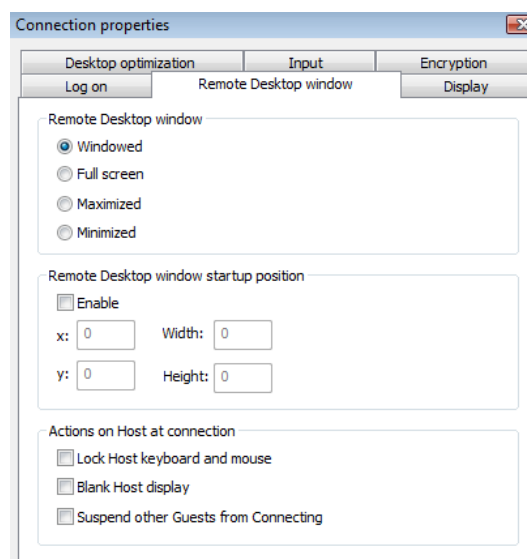 Connection properties
Desktop optimization Input Encryption
Log on Remote Desktop window Display
Remote Desktop window
Windowed
Full screen
Maximized
Minimized
Remote Desktop window startup position
Enable
x: 0 Width: 0
y: 0 Height: 0
Actions on Host at connection
Lock Host keyboard and mouse
Blank Host display
Suspend other Guests from Connecting